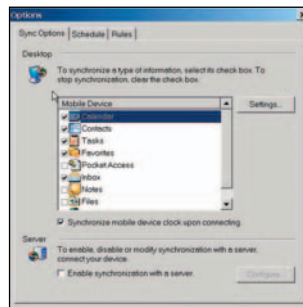 Options
Sync Options | Schedule | Rules
Desktop
To synchronize a type of information, select its check box. To
stop synchronization, clear the check box.
Mobile Device
Settings...
Calendar
Contacts
Tasks
Favorites
Pocket Access
Inbox
Notes
Files
Synchronize mobile device clock upon connecting.
Server
To enable, disable or modify synchronization with a server,
connect your device.
Enable synchronization with a server.
Configure...